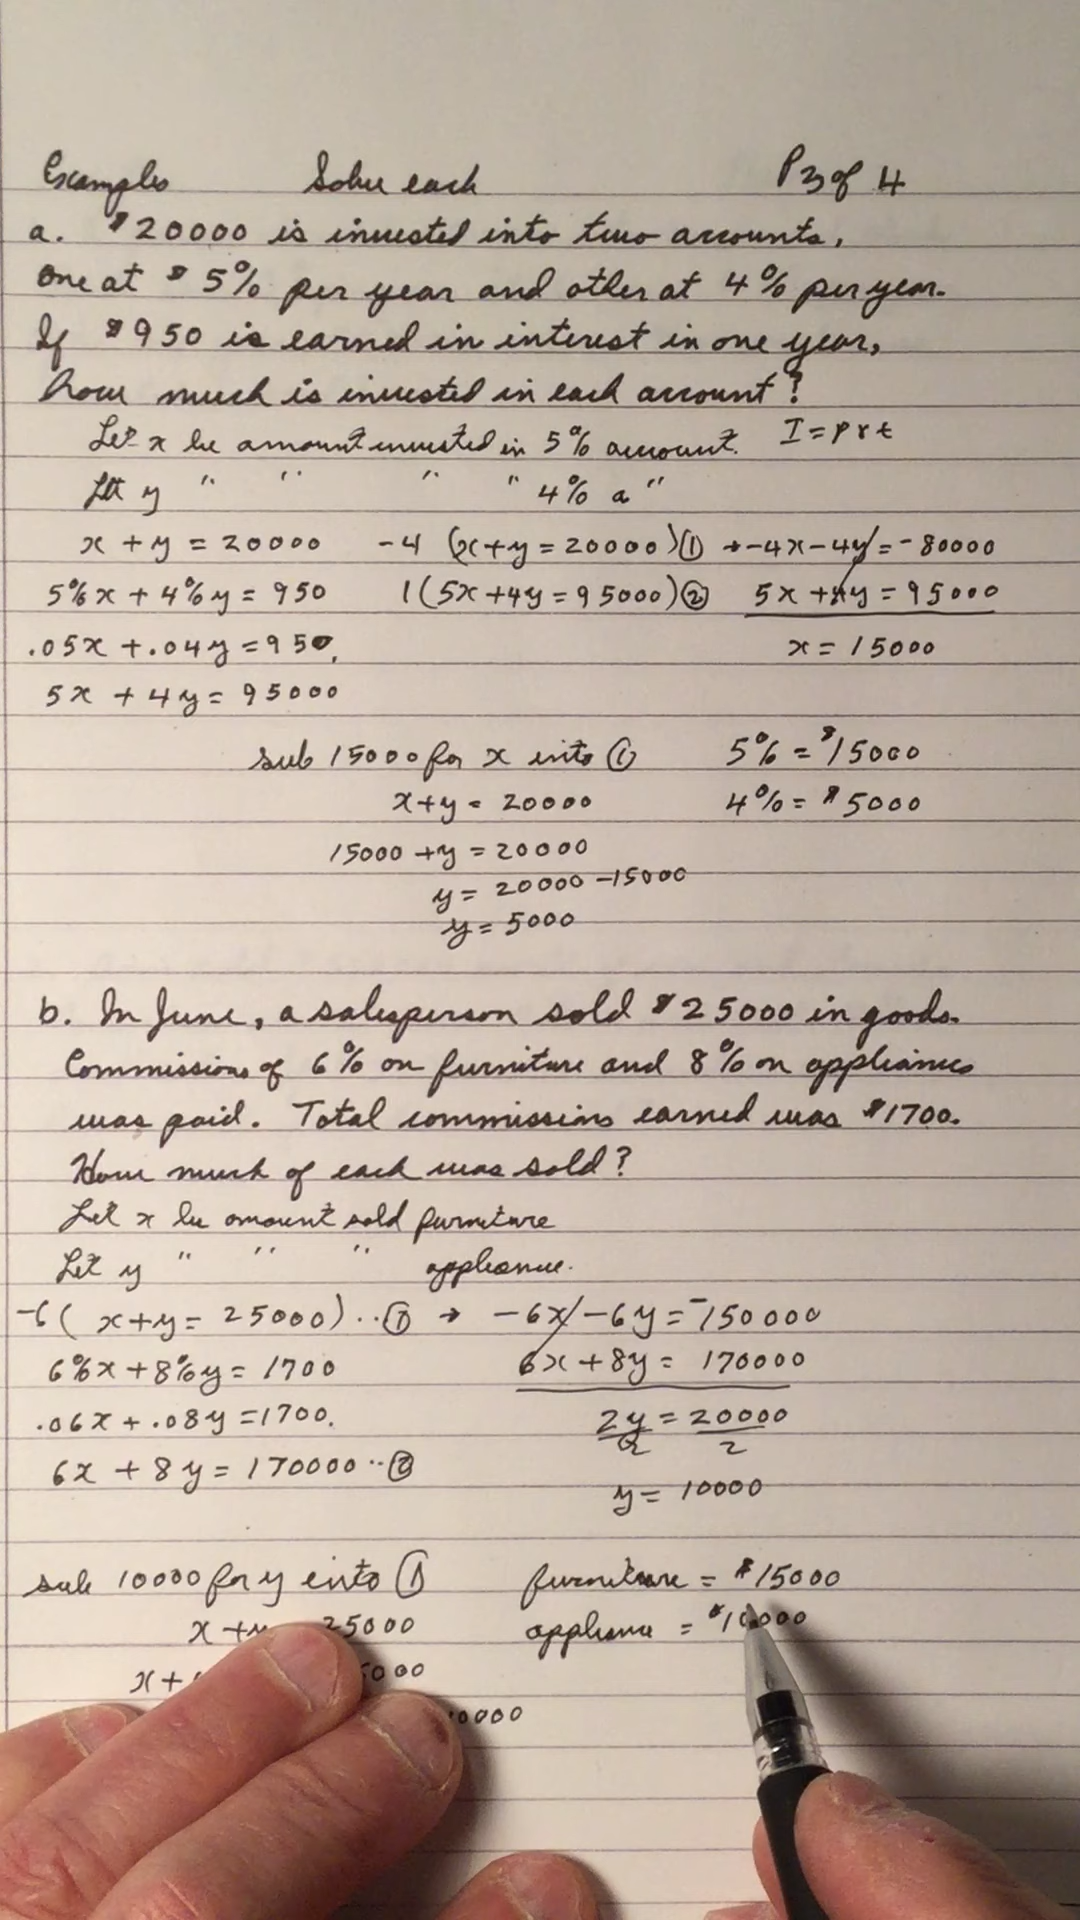 Examples Solve each P3 of 4
a. $20000 is invested into two accounts,
one at $ 5% per year and other at 4% per year.
If $950 is earned in interest in one year,
how much is invested in each account?
Let x be amount invested in 5% account. I = prt
Let y " " " " 4% a "
x + y = 20000 -4 (x+y = 20000) ① → -4x-4y = -80000
5%x + 4%y = 950 1(5x+4y = 95000) ② 5x + 4y = 95000
.05x + .04y = 950. x = 15000
5x + 4y = 95000
sub 15000 for x into ① 5% = $15000
x+y = 20000 4% = $5000
15000 + y = 20000
y = 20000 - 15000
y = 5000
b. In June, a salesperson sold $25000 in goods.
Commissions of 6% on furniture and 8% on appliances
was paid. Total commissions earned was $1700.
How much of each was sold?
Let x be amount sold furniture
Let y " " " appliance.
-6( x+y = 25000) ..① → -6x -6y = -150000
6%x + 8%y = 1700 6x + 8y = 170000
.06x + .08y = 1700. 2y = 20000
2 2
6x + 8y = 170000 ..② y = 10000
sub 10000 for y into ① furniture = $15000
x + y 25000 appliance = $10000
x + 5000
10000